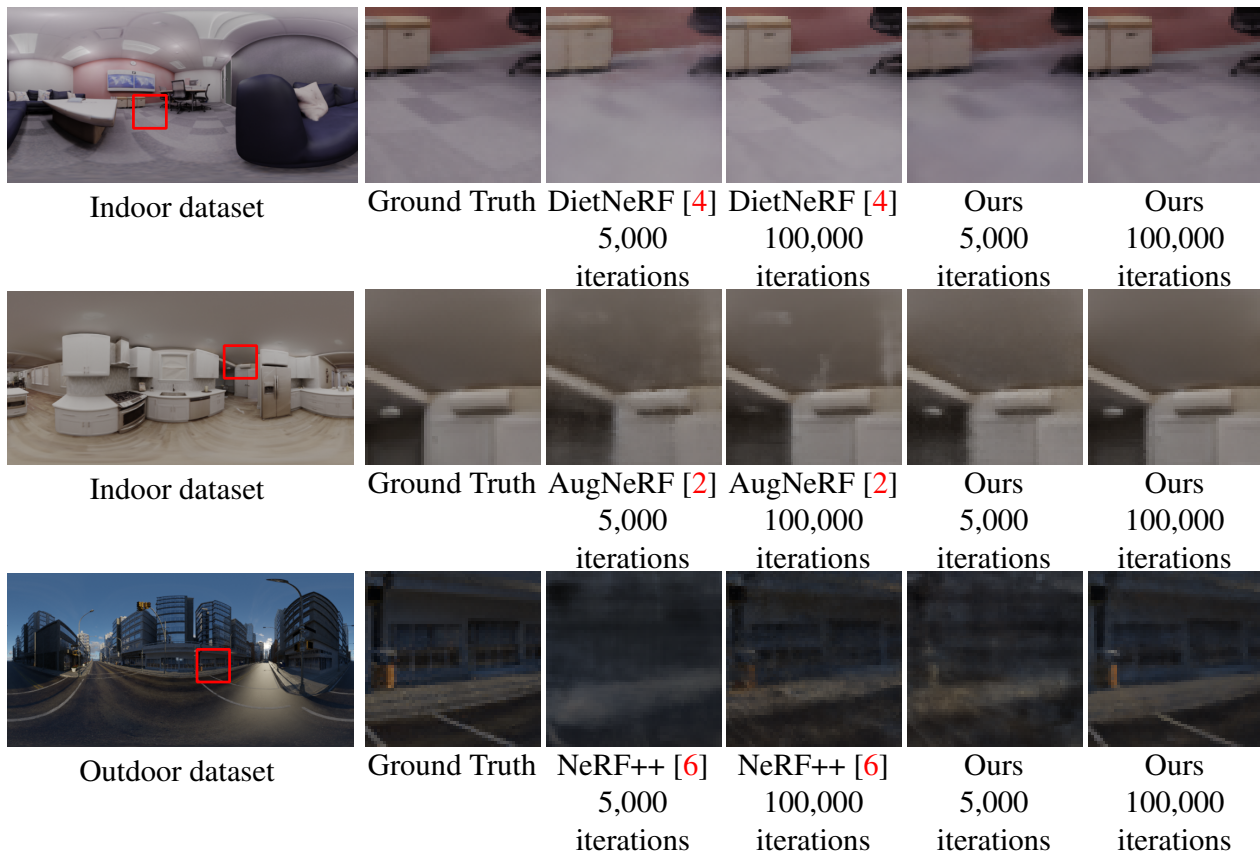 Indoor dataset
Ground Truth
DietNeRF [4]
5,000
iterations
DietNeRF [4]
100,000
iterations
Ours
5,000
iterations
Ours
100,000
iterations
Indoor dataset
Ground Truth
AugNeRF [2]
5,000
iterations
AugNeRF [2]
100,000
iterations
Ours
5,000
iterations
Ours
100,000
iterations
Outdoor dataset
Ground Truth
NeRF++ [6]
5,000
iterations
NeRF++ [6]
100,000
iterations
Ours
5,000
iterations
Ours
100,000
iterations